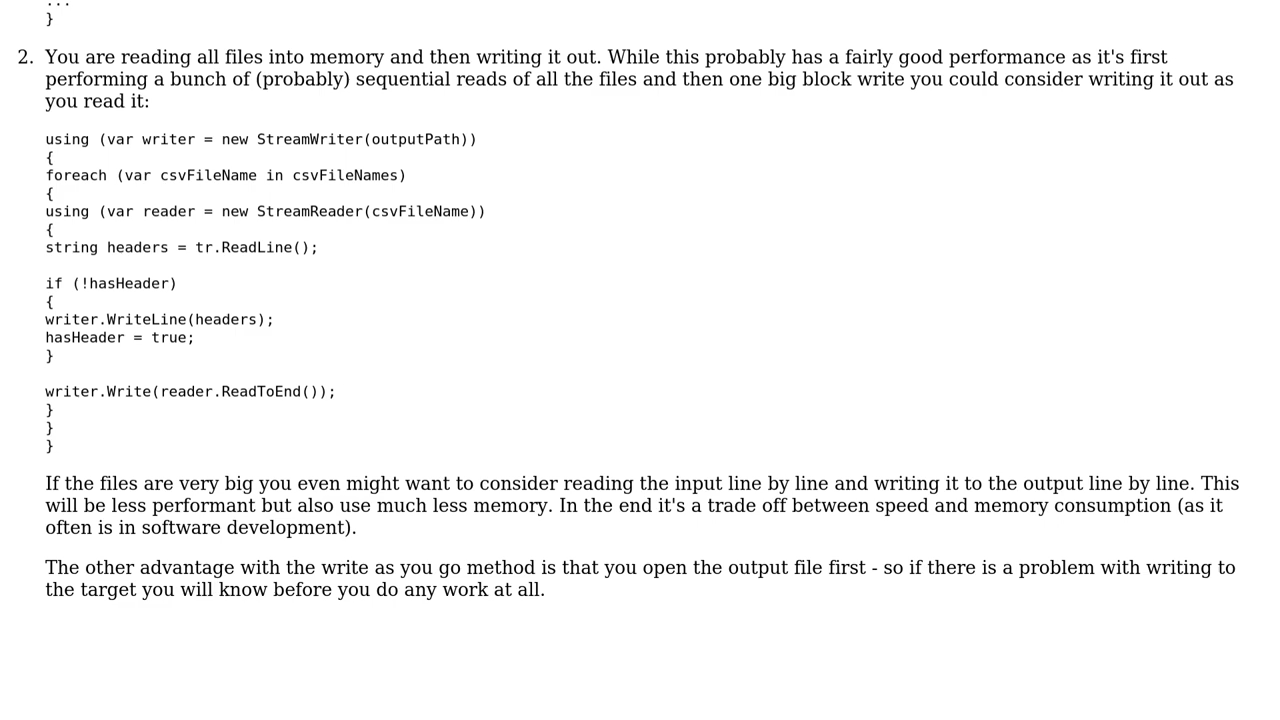 ...
}
2. You are reading all files into memory and then writing it out. While this probably has a fairly good performance as it's first
performing a bunch of (probably) sequential reads of all the files and then one big block write you could consider writing it out as
you read it:
using (var writer = new StreamWriter(outputPath))
{
foreach (var csvFileName in csvFileNames)
{
using (var reader = new StreamReader(csvFileName))
{
string headers = tr.ReadLine();
if (!hasHeader)
{
writer.WriteLine(headers);
hasHeader = true;
}
writer.Write(reader.ReadToEnd());
}
}
}
If the files are very big you even might want to consider reading the input line by line and writing it to the output line by line. This
will be less performant but also use much less memory. In the end it's a trade off between speed and memory consumption (as it
often is in software development).
The other advantage with the write as you go method is that you open the output file first - so if there is a problem with writing to
the target you will know before you do any work at all.